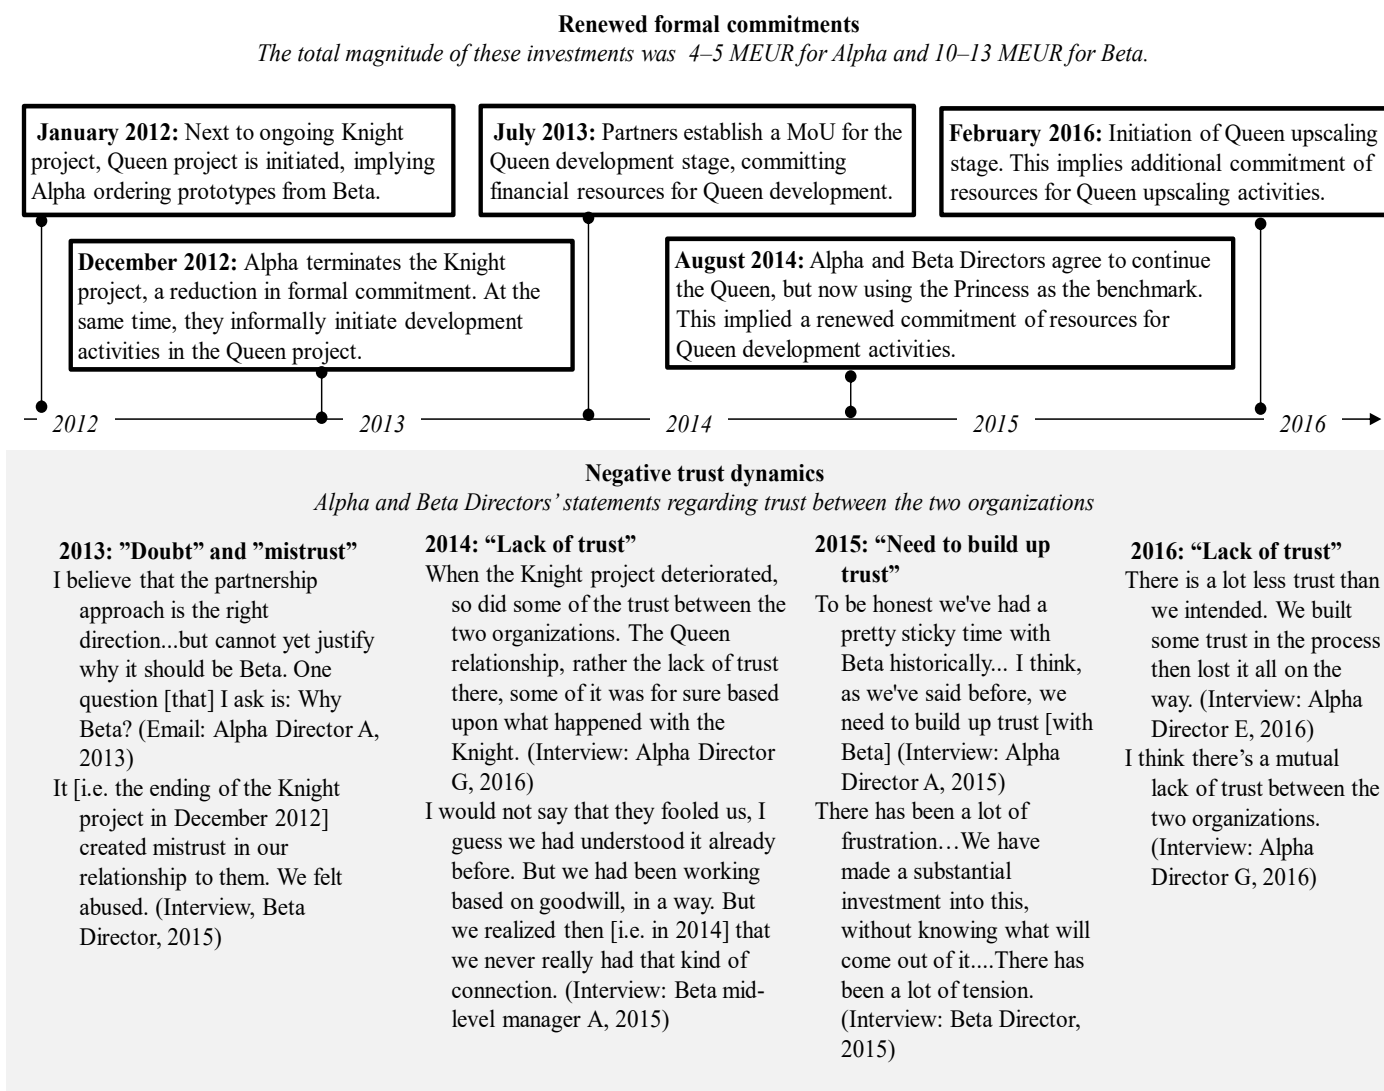 Renewed formal commitments
The total magnitude of these investments was 4–5 MEUR for Alpha and 10–13 MEUR for Beta.
January 2012: Next to ongoing Knight
project, Queen project is initiated, implying
Alpha ordering prototypes from Beta.
July 2013: Partners establish a MoU for the
Queen development stage, committing
financial resources for Queen development.
February 2016: Initiation of Queen upscaling
stage. This implies additional commitment of
resources for Queen upscaling activities.
December 2012: Alpha terminates the Knight
project, a reduction in formal commitment. At the
same time, they informally initiate development
activities in the Queen project.
August 2014: Alpha and Beta Directors agree to continue
the Queen, but now using the Princess as the benchmark.
This implied a renewed commitment of resources for
Queen development activities.
2012 2013 2014 2015 2016
Negative trust dynamics
Alpha and Beta Directors’ statements regarding trust between the two organizations
2013: ”Doubt” and ”mistrust”
I believe that the partnership
approach is the right
direction...but cannot yet justify
why it should be Beta. One
question [that] I ask is: Why
Beta? (Email: Alpha Director A,
2013)
It [i.e. the ending of the Knight
project in December 2012]
created mistrust in our
relationship to them. We felt
abused. (Interview, Beta
Director, 2015)
2014: “Lack of trust”
When the Knight project deteriorated,
so did some of the trust between the
two organizations. The Queen
relationship, rather the lack of trust
there, some of it was for sure based
upon what happened with the
Knight. (Interview: Alpha Director
G, 2016)
I would not say that they fooled us, I
guess we had understood it already
before. But we had been working
based on goodwill, in a way. But
we realized then [i.e. in 2014] that
we never really had that kind of
connection. (Interview: Beta mid-
level manager A, 2015)
2015: “Need to build up
trust”
To be honest we've had a
pretty sticky time with
Beta historically... I think,
as we've said before, we
need to build up trust [with
Beta] (Interview: Alpha
Director A, 2015)
There has been a lot of
frustration…We have
made a substantial
investment into this,
without knowing what will
come out of it....There has
been a lot of tension.
(Interview: Beta Director,
2015)
2016: “Lack of trust”
There is a lot less trust than
we intended. We built
some trust in the process
then lost it all on the
way. (Interview: Alpha
Director E, 2016)
I think there’s a mutual
lack of trust between the
two organizations.
(Interview: Alpha
Director G, 2016)